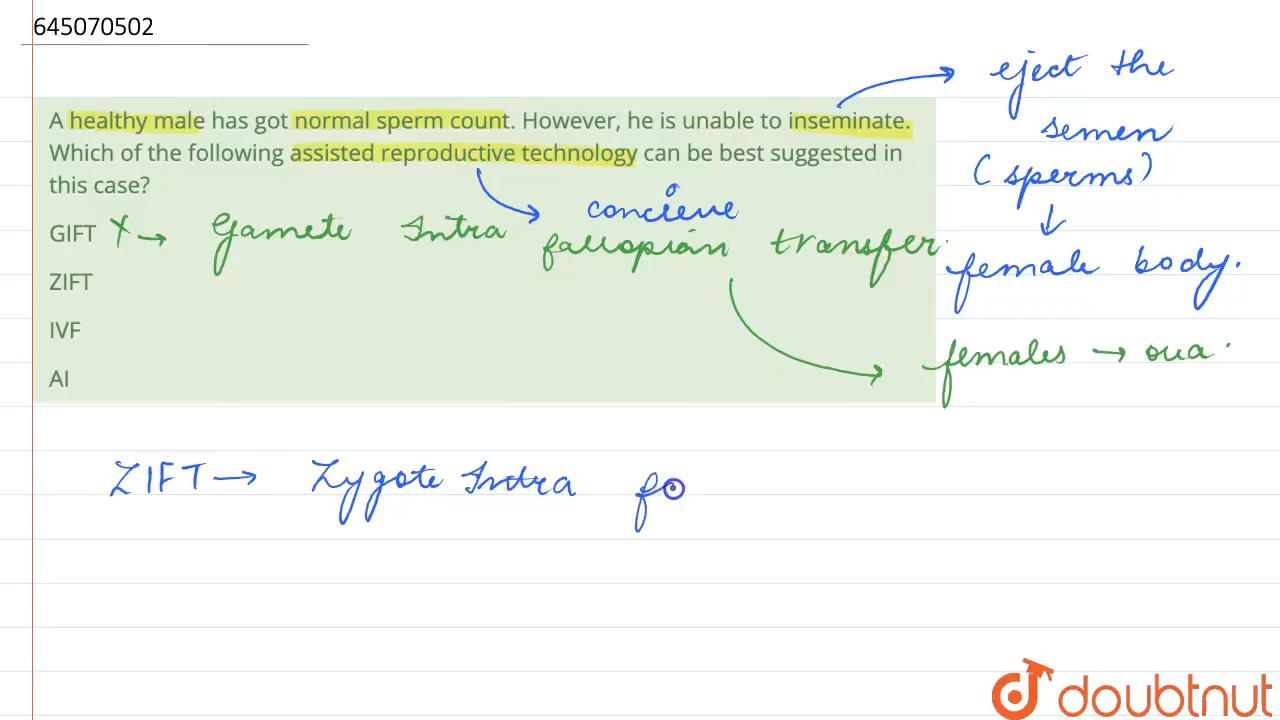 645070502
A healthy male has got normal sperm count. However, he is unable to inseminate.
Which of the following assisted reproductive technology can be best suggested in
this case?
GIFT X → Gamete Intra fallopian transfer.
ZIFT
IVF
AI
concieve
eject the
semen
(sperms)
↓
female body.
females → ova.
ZIFT → Zygote Intra fa
doubtnut